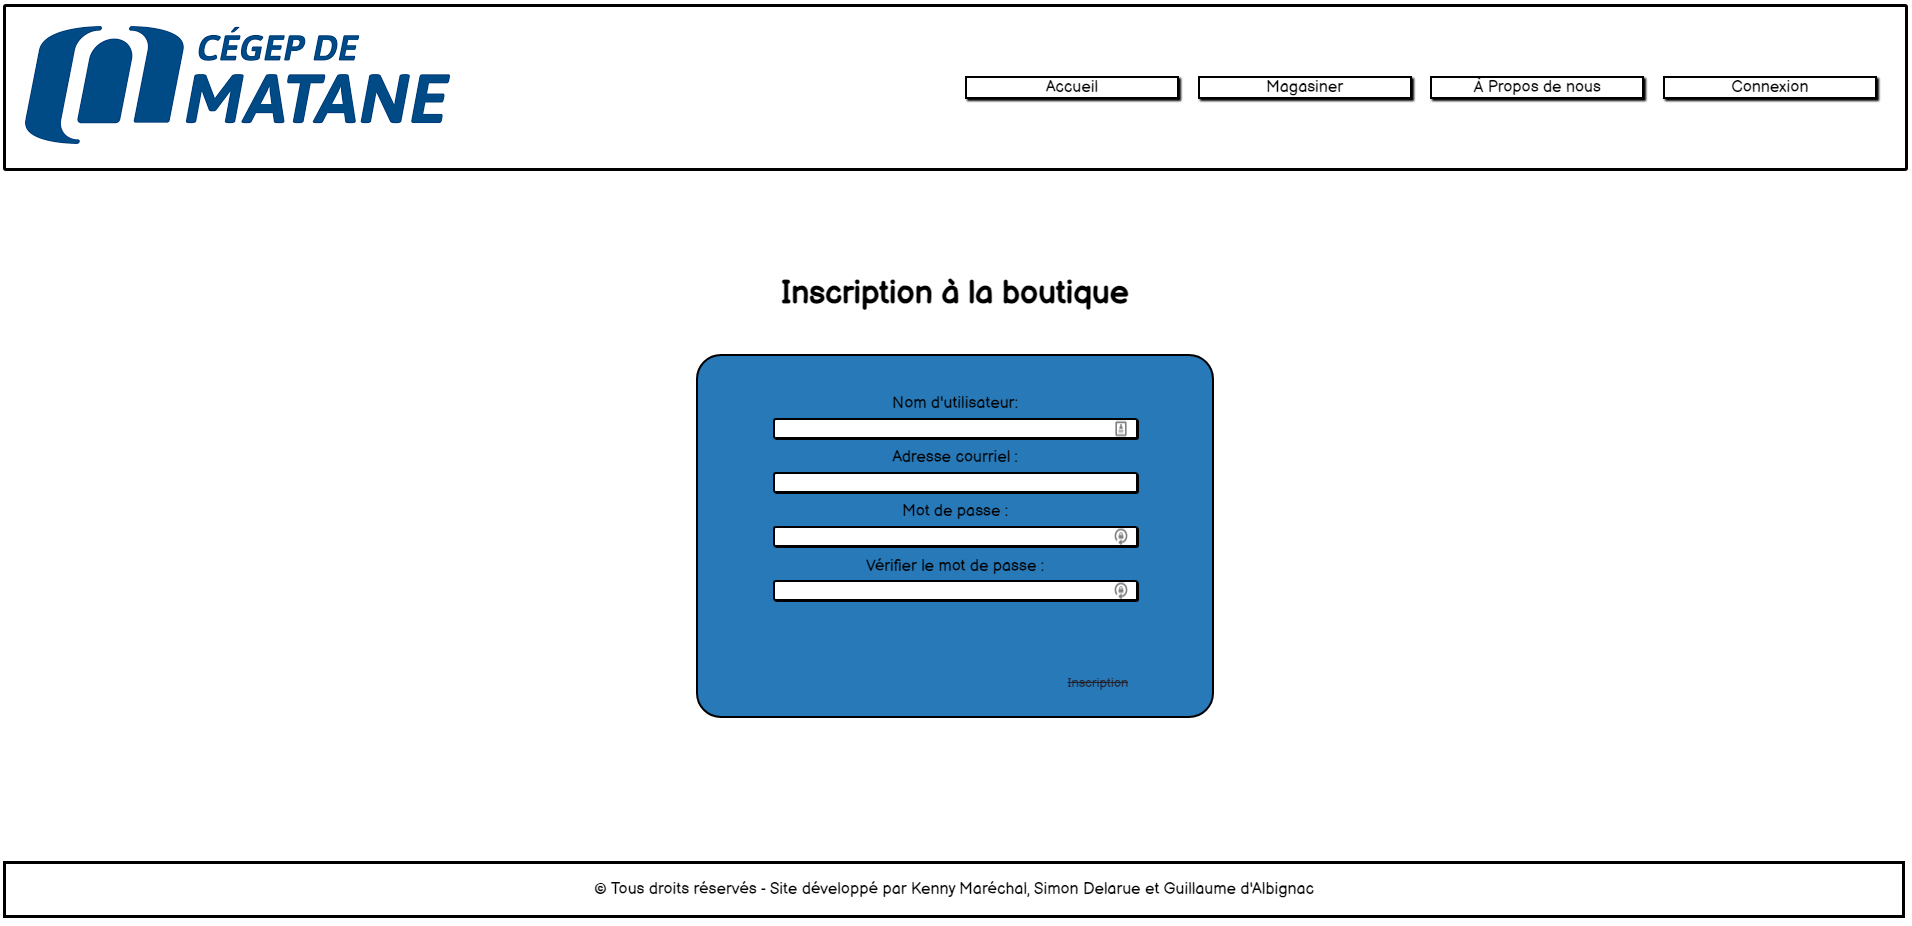 CÉGEP DE
MATANE
Accueil
Magasiner
À Propos de nous
Connexion
Inscription à la boutique
Nom d'utilisateur:
Adresse courriel :
Mot de passe :
Vérifier le mot de passe :
Inscription
© Tous droits réservés - Site développé par Kenny Maréchal, Simon Delarue et Guillaume d'Albignac